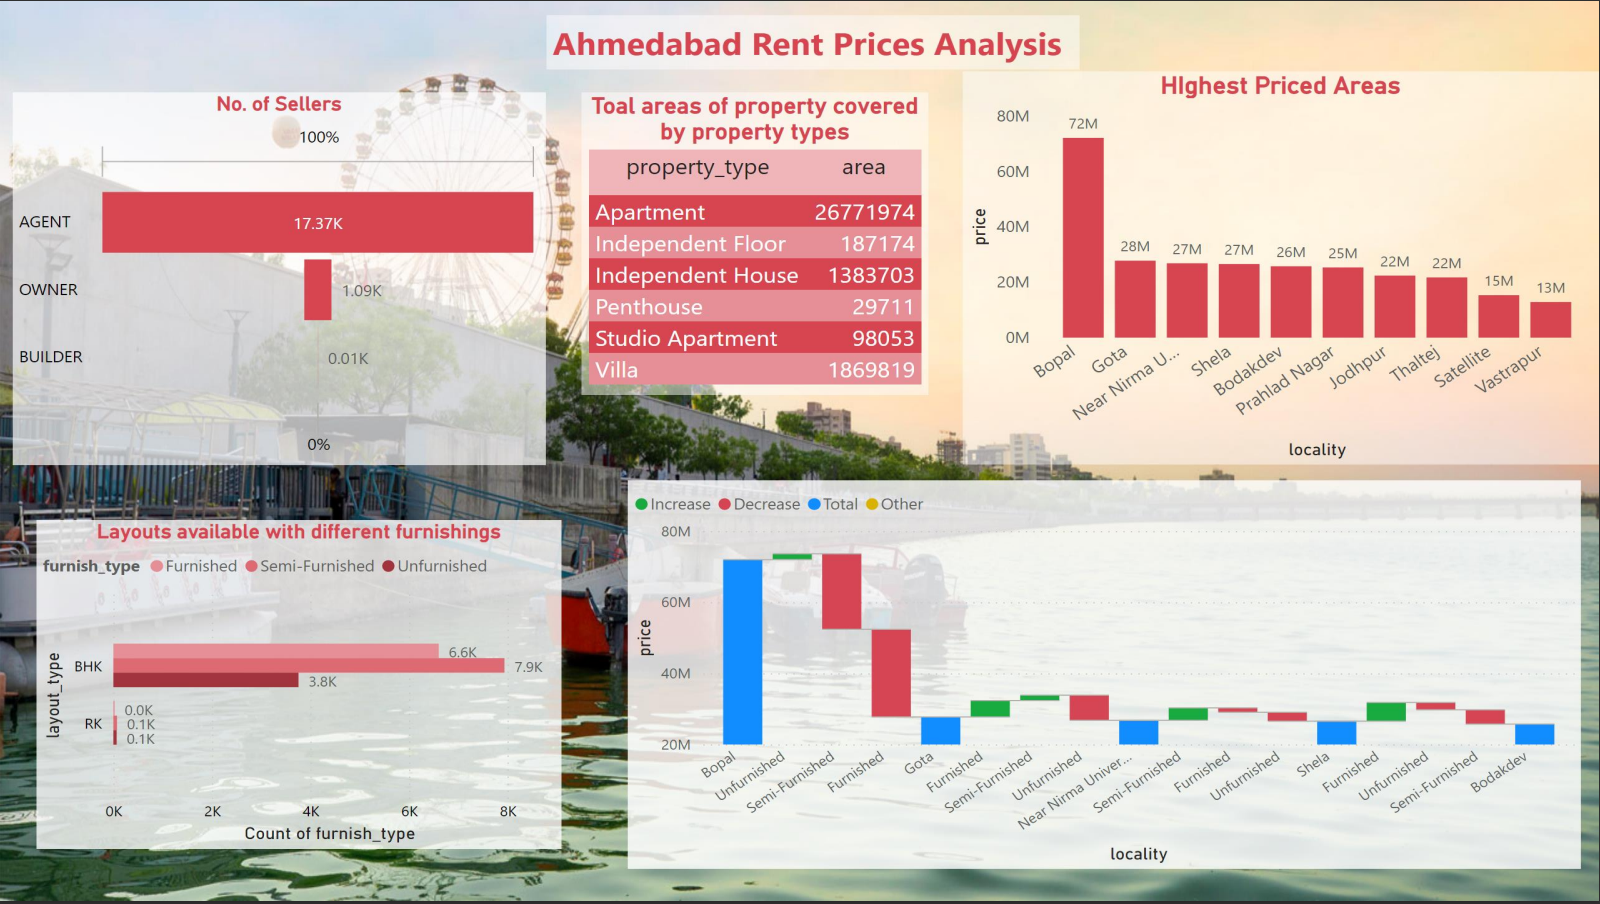 Ahmedabad Rent Prices Analysis
No. of Sellers
100%
AGENT
17.37K
OWNER
1.09K
BUILDER
0.01K
0%
Toal areas of property covered
by property types
property_type area
Apartment 26771974
Independent Floor 187174
Independent House 1383703
Penthouse 29711
Studio Apartment 98053
Villa 1869819
HIghest Priced Areas
price
80M
60M
40M
20M
0M
72M
28M
27M
27M
26M
25M
22M
22M
15M
13M
Bopal
Gota
Near Nirma U...
Shela
Bodakdev
Prahlad Nagar
Jodhpur
Thaltej
Satellite
Vastrapur
locality
Layouts available with different furnishings
furnish_type Furnished Semi-Furnished Unfurnished
layout_type
BHK
6.6K
7.9K
3.8K
RK
0.0K
0.1K
0.1K
0K 2K 4K 6K 8K
Count of furnish_type
Increase Decrease Total Other
price
80M
60M
40M
20M
Bopal
Unfurnished
Semi-Furnished
Furnished
Gota
Furnished
Semi-Furnished
Unfurnished
Near Nirma Univer...
Semi-Furnished
Furnished
Unfurnished
Shela
Furnished
Unfurnished
Semi-Furnished
Bodakdev
locality